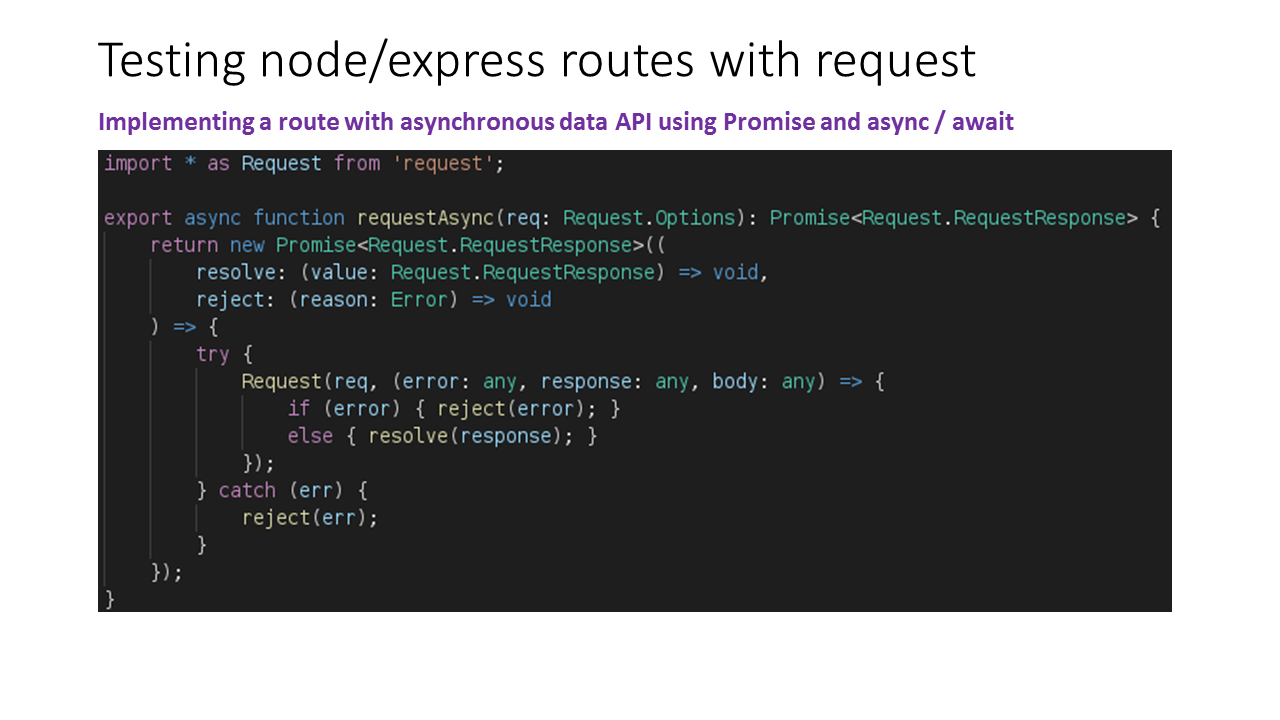 Testing node/express routes with request
Implementing a route with asynchronous data API using Promise and async / await
import * as Request from 'request';
export async function requestAsync(req: Request.Options): Promise<Request.RequestResponse> {
    return new Promise<Request.RequestResponse>((
        resolve: (value: Request.RequestResponse) => void,
        reject: (reason: Error) => void
    ) => {
        try {
            Request(req, (error: any, response: any, body: any) => {
                if (error) { reject(error); }
                else { resolve(response); }
            });
        } catch (err) {
            reject(err);
        }
    });
}